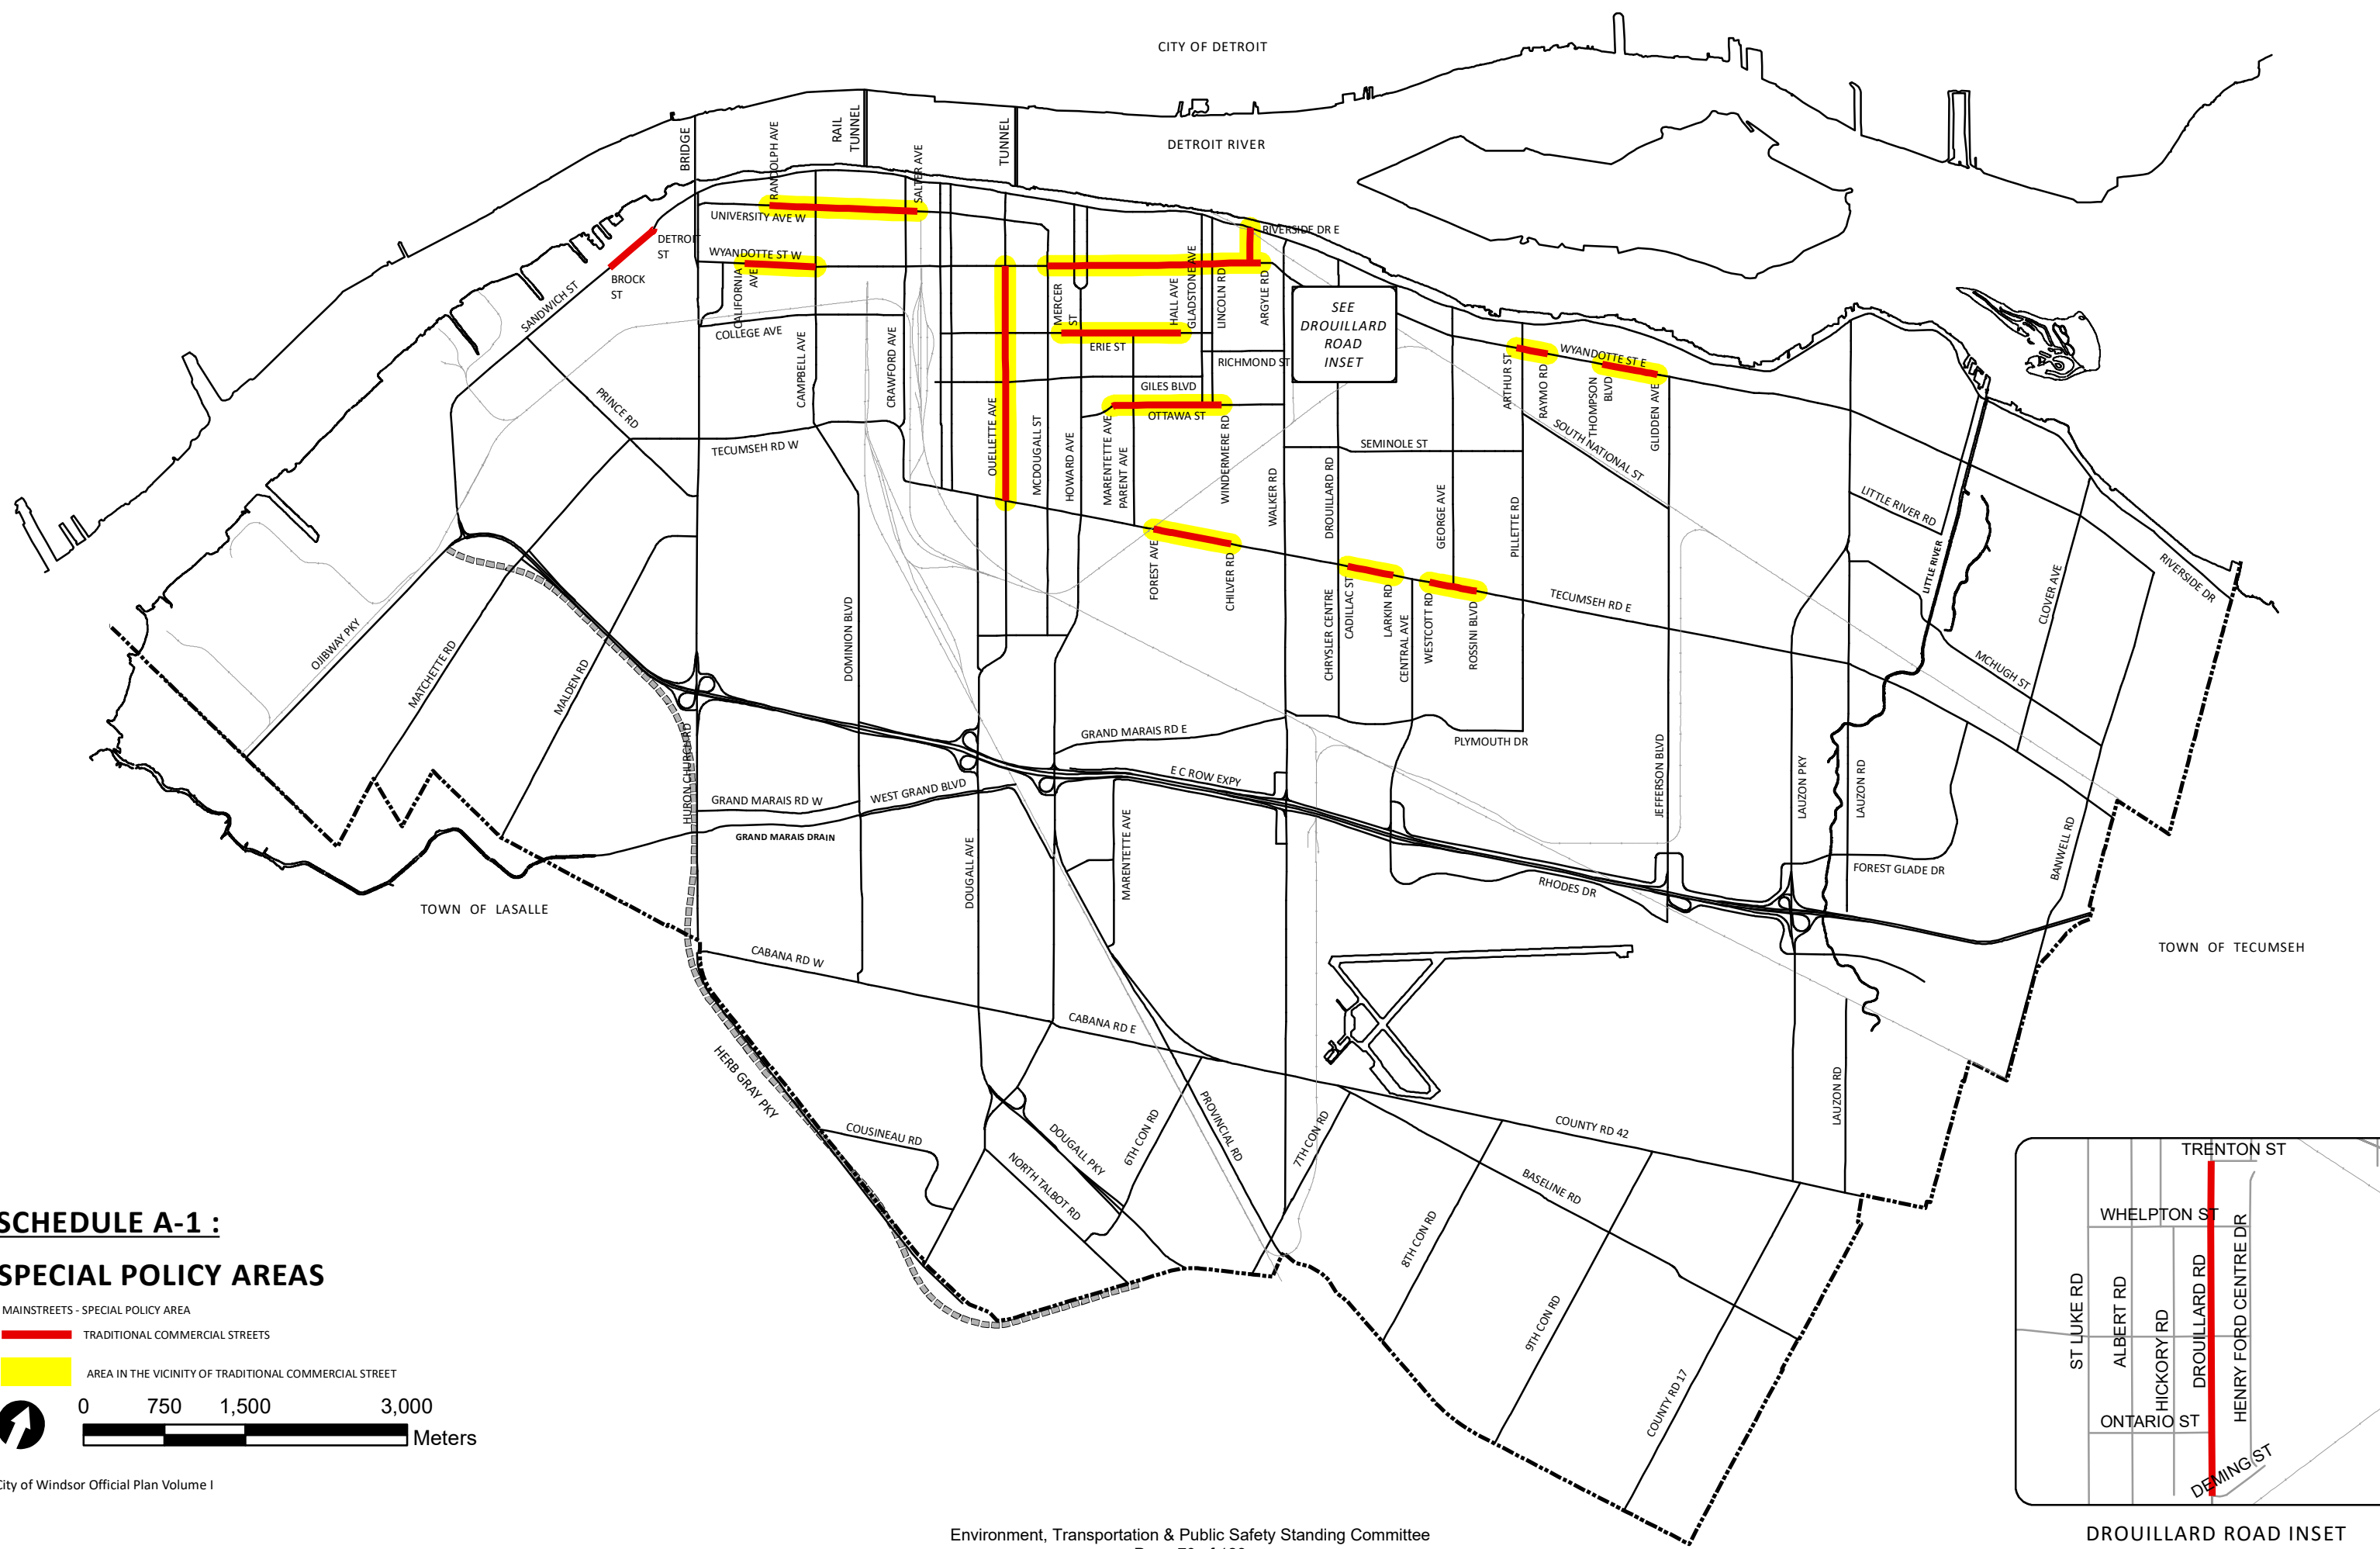 CITY OF DETROIT
DETROIT RIVER
BRIDGE
RANDOLPH AVE
RAIL
TUNNEL
SALTER AVE
TUNNEL
UNIVERSITY AVE W
DETROIT
ST
WYANDOTTE ST W
RIVERSIDE DR E
BROCK
ST
SANDWICH ST
CALIFORNIA
AVE
COLLEGE AVE
CAMPBELL AVE
CRAWFORD AVE
MERCER
ST
HALL AVE
GLADSTONE AVE
LINCOLN RD
ARGYLE RD
SEE
DROUILLARD
ROAD
INSET
ERIE ST
RICHMOND ST
GILES BLVD
OTTAWA ST
WYANDOTTE ST E
ARTHUR ST
RAYMO RD
THOMPSON
BLVD
GLIDDEN AVE
PRINCE RD
TECUMSEH RD W
OUELLETTE AVE
MCDOUGALL ST
HOWARD AVE
MARENTETTE AVE
PARENT AVE
WINDERMERE RD
WALKER RD
DROUILLARD RD
SEMINOLE ST
SOUTH NATIONAL ST
GEORGE AVE
PILLETTE RD
LITTLE RIVER RD
LITTLE RIVER
CLOVER AVE
RIVERSIDE DR
FOREST AVE
CHILVER RD
CHRYSLER CENTRE
CADILLAC ST
LARKIN RD
CENTRAL AVE
WESTCOTT RD
ROSSINI BLVD
TECUMSEH RD E
OJIBWAY PKY
MATCHETTE RD
MALDEN RD
DOMINION BLVD
MCHUGH ST
HURON CHURCH RD
GRAND MARAIS RD E
PLYMOUTH DR
E C ROW EXPY
GRAND MARAIS RD W
WEST GRAND BLVD
GRAND MARAIS DRAIN
JEFFERSON BLVD
LAUZON PKY
LAUZON RD
BANWELL RD
DOUGALL AVE
MARENTETTE AVE
RHODES DR
FOREST GLADE DR
TOWN OF LASALLE
TOWN OF TECUMSEH
CABANA RD W
CABANA RD E
HERB GRAY PKY
COUSINEAU RD
NORTH TALBOT RD
DOUGALL PKY
6TH CON RD
PROVINCIAL RD
7TH CON RD
COUNTY RD 42
LAUZON RD
BASELINE RD
8TH CON RD
9TH CON RD
COUNTY RD 17
SCHEDULE A-1 :
SPECIAL POLICY AREAS
MAINSTREETS - SPECIAL POLICY AREA
TRADITIONAL COMMERCIAL STREETS
AREA IN THE VICINITY OF TRADITIONAL COMMERCIAL STREET
0 750 1,500 3,000
Meters
City of Windsor Official Plan Volume I
TRENTON ST
WHELPTON ST
ST LUKE RD
ALBERT RD
HICKORY RD
DROUILLARD RD
HENRY FORD CENTRE DR
ONTARIO ST
DEMING ST
DROUILLARD ROAD INSET
Environment, Transportation & Public Safety Standing Committee